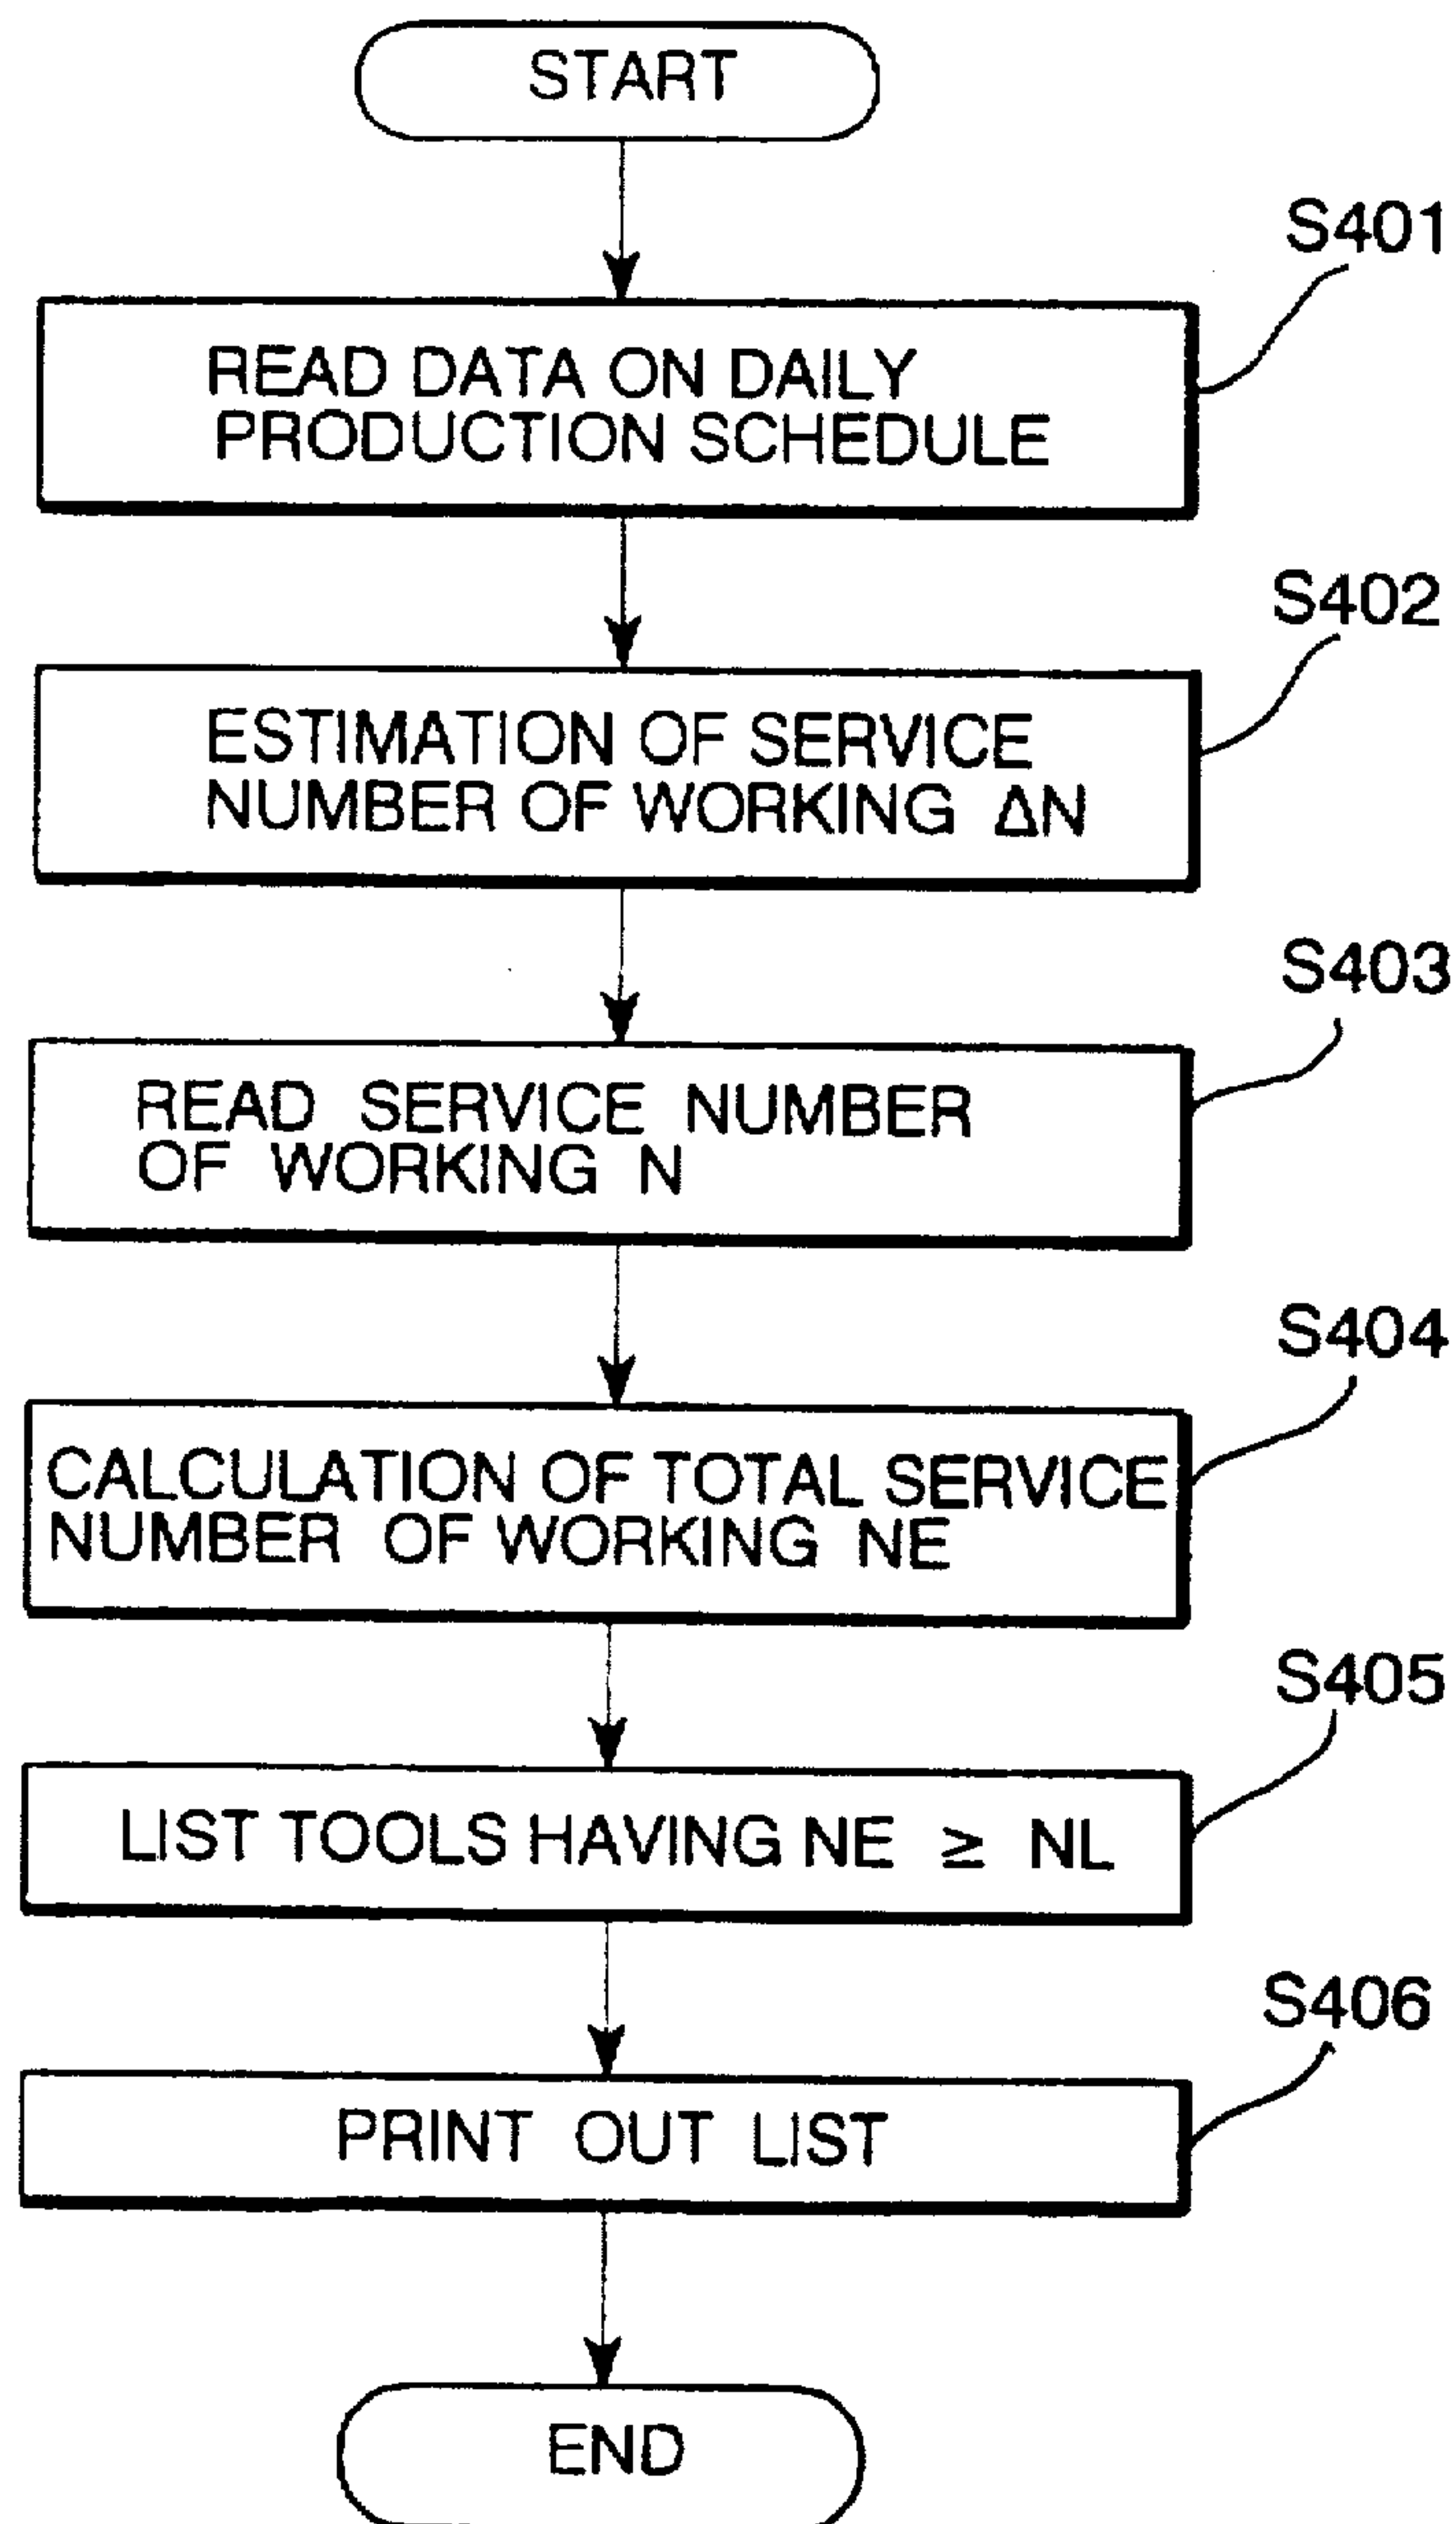 START
S401
READ DATA ON DAILY
PRODUCTION SCHEDULE
S402
ESTIMATION OF SERVICE
NUMBER OF WORKING ΔN
S403
READ SERVICE NUMBER
OF WORKING N
S404
CALCULATION OF TOTAL SERVICE
NUMBER OF WORKING NE
S405
LIST TOOLS HAVING NE ≥ NL
S406
PRINT OUT LIST
END